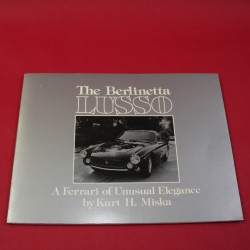 The Berlinetta
LUSSO
A Ferrari of Unusual Elegance
by Kurt H. Miska